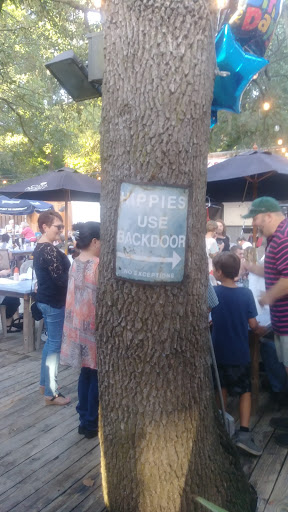 HIPPIES
USE
BACKDOOR
NO EXCEPTIONS